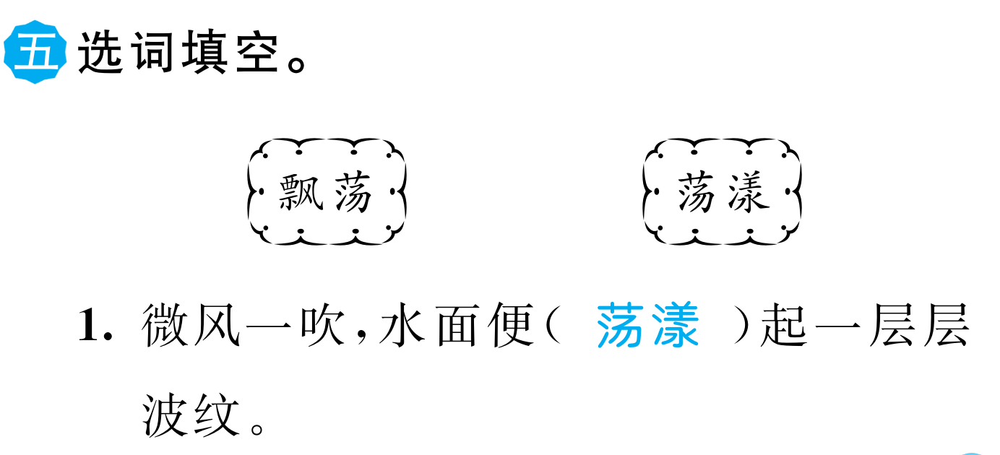 五 选词填空。
飘荡 荡漾
1. 微风一吹,水面便( 荡漾 )起一层层
波纹。